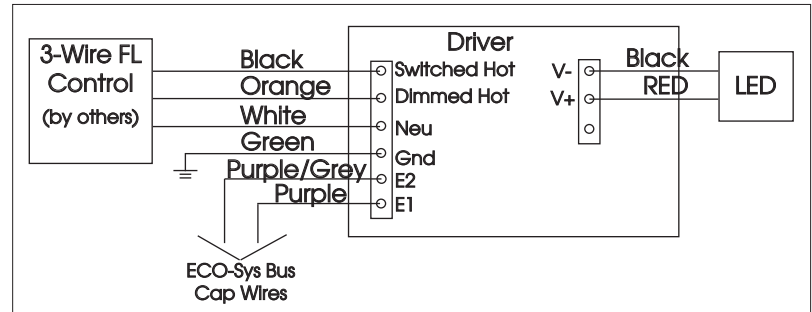 3-Wire FL
Control
(by others)
Black
Orange
White
Green
Purple/Grey
Purple
ECO-Sys Bus
Cap Wires
Driver
Switched Hot
Dimmed Hot
Neu
Gnd
E2
E1
V-
V+
Black
RED
LED